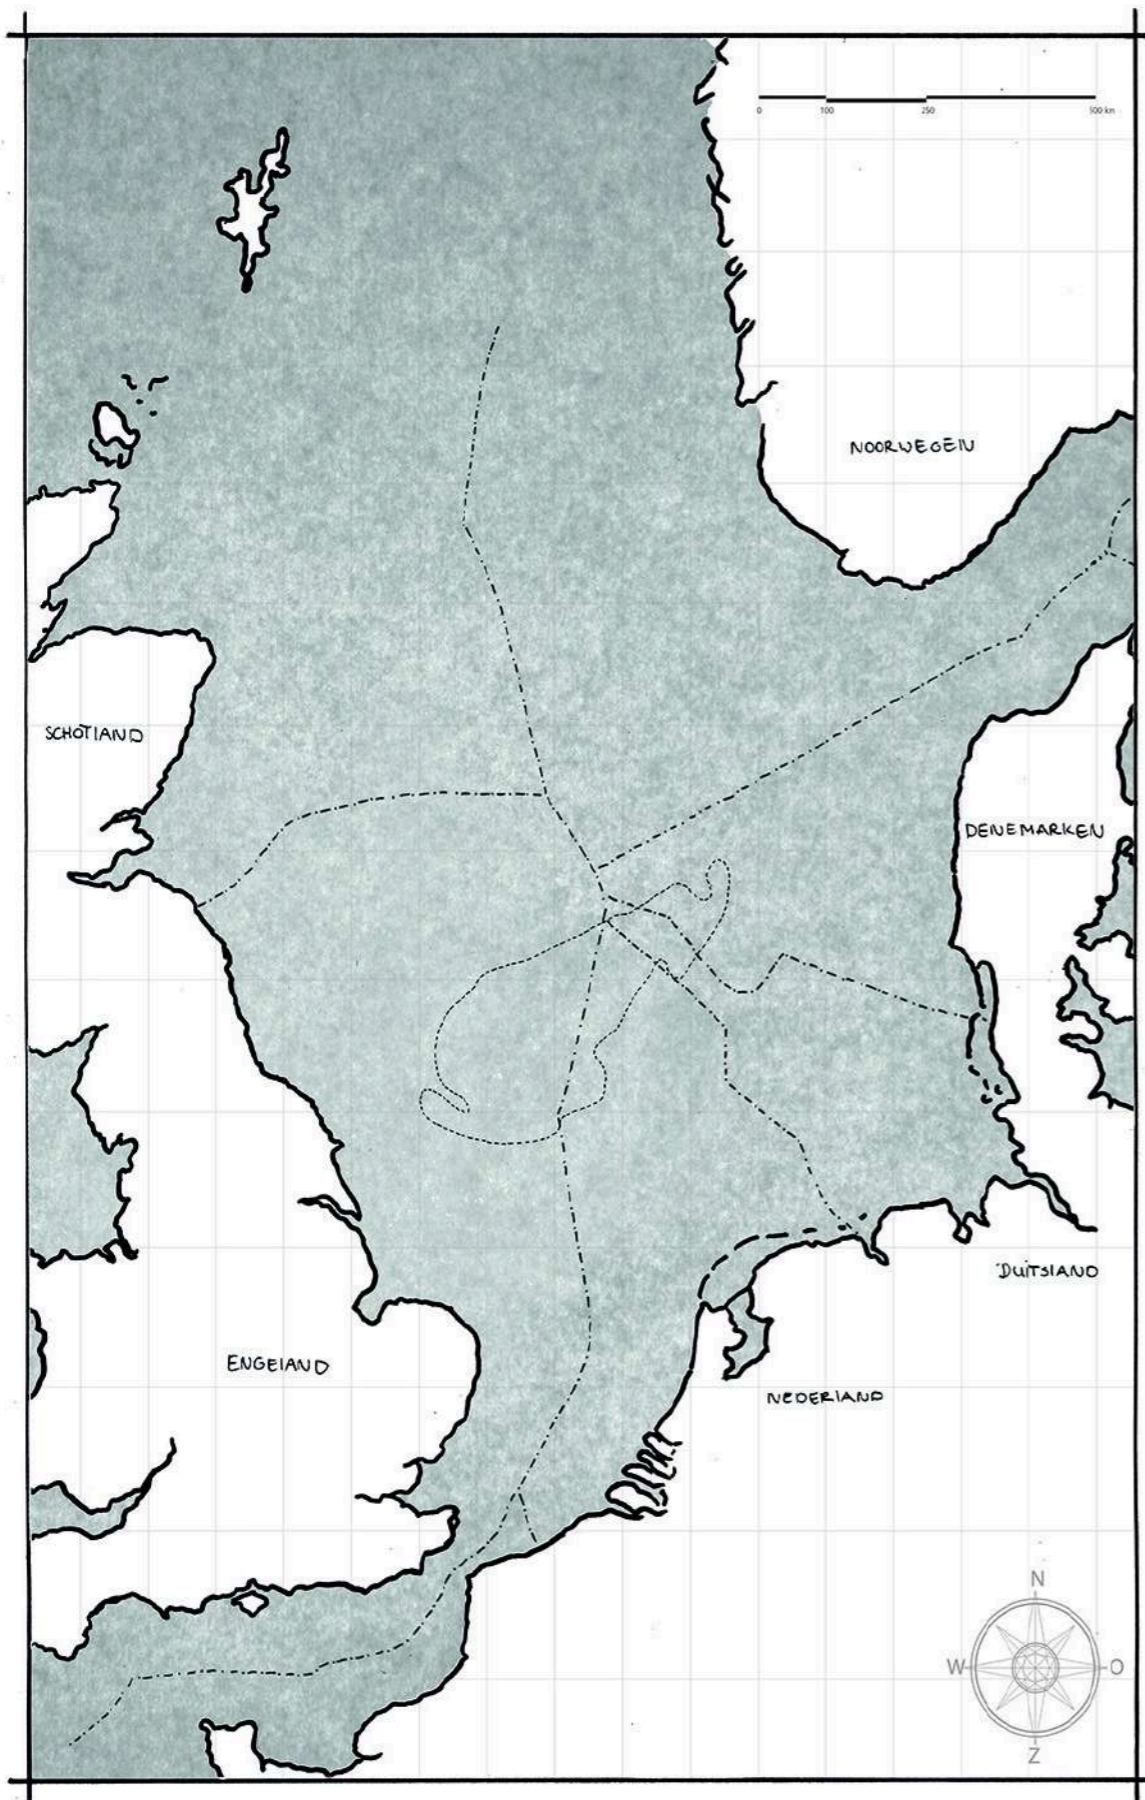 0 100 250 500 km
NOORWEGEN
SCHOTLAND
DENEMARKEN
DUITSLAND
ENGELAND
NEDERLAND
N
W O
Z